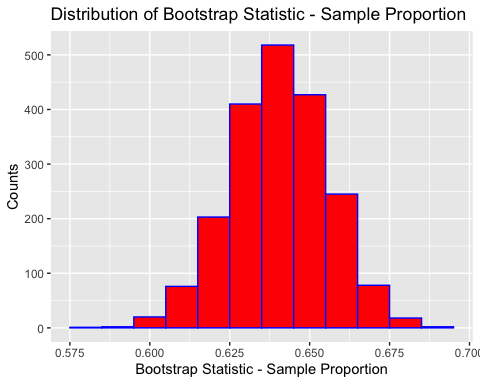 Distribution of Bootstrap Statistic - Sample Proportion
Counts
500
400
300
200
100
0
0.575 0.600 0.625 0.650 0.675 0.700
Bootstrap Statistic - Sample Proportion